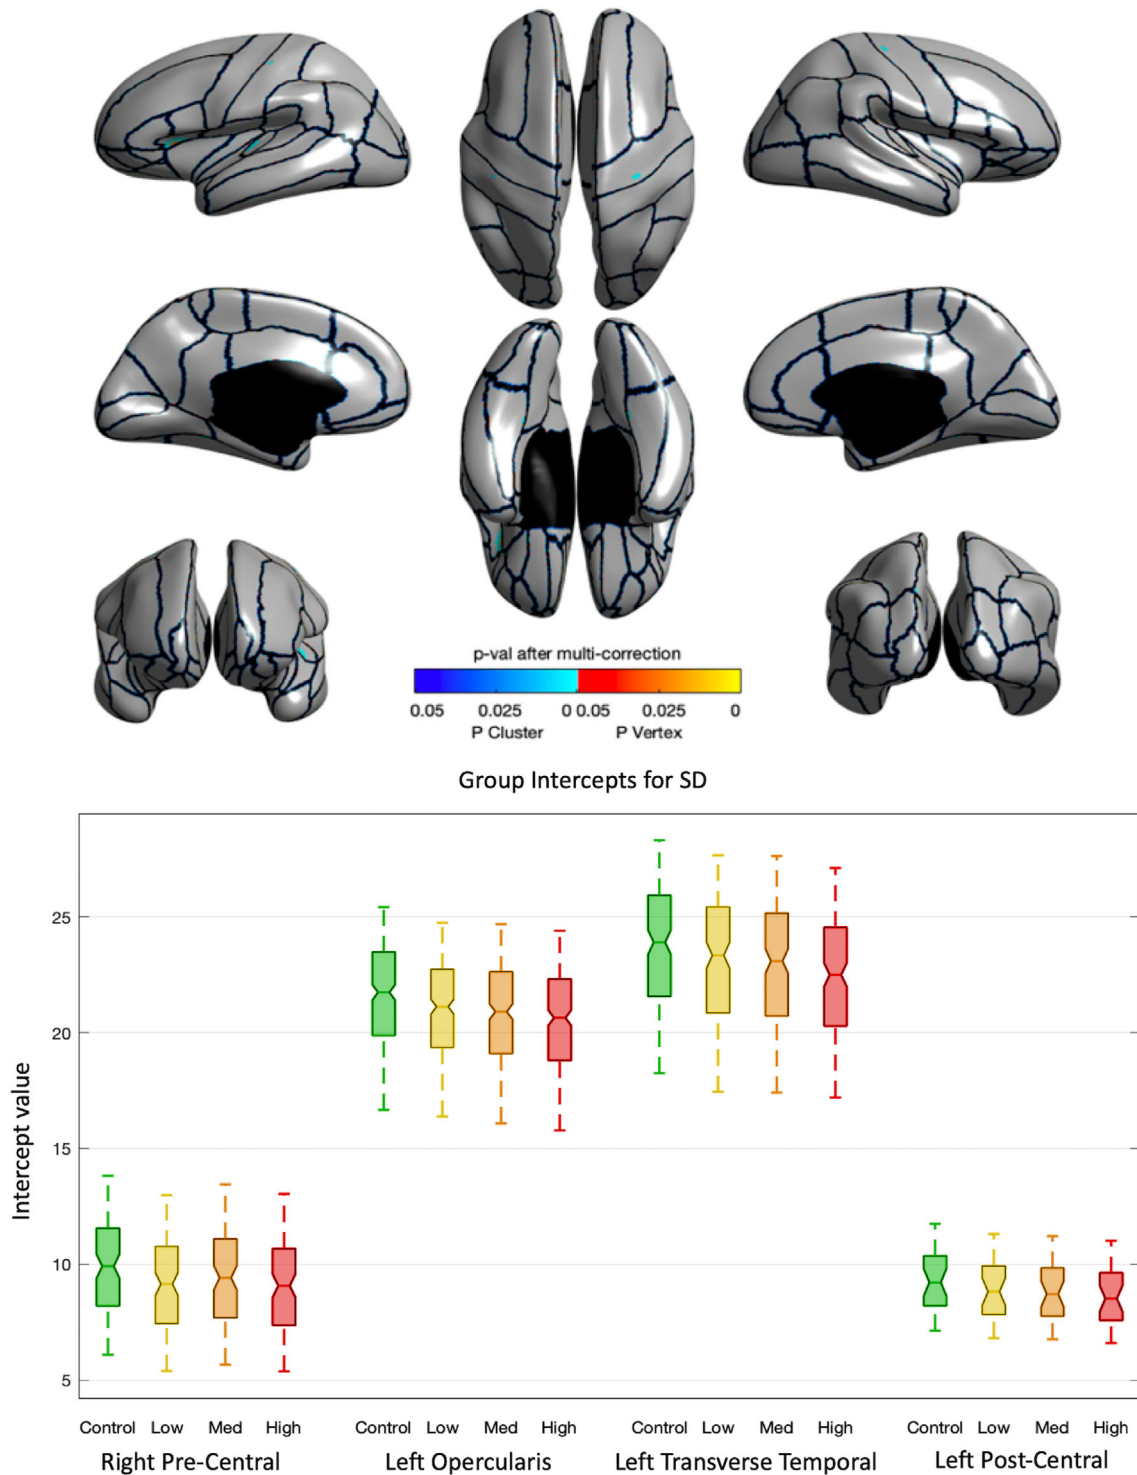 p-val after multi-correction
0.05 0.025 0 0.05 0.025 0
P Cluster P Vertex
Group Intercepts for SD
Intercept value
25
20
15
10
5
Control Low Med High Control Low Med High Control Low Med High Control Low Med High
Right Pre-Central Left Opercularis Left Transverse Temporal Left Post-Central